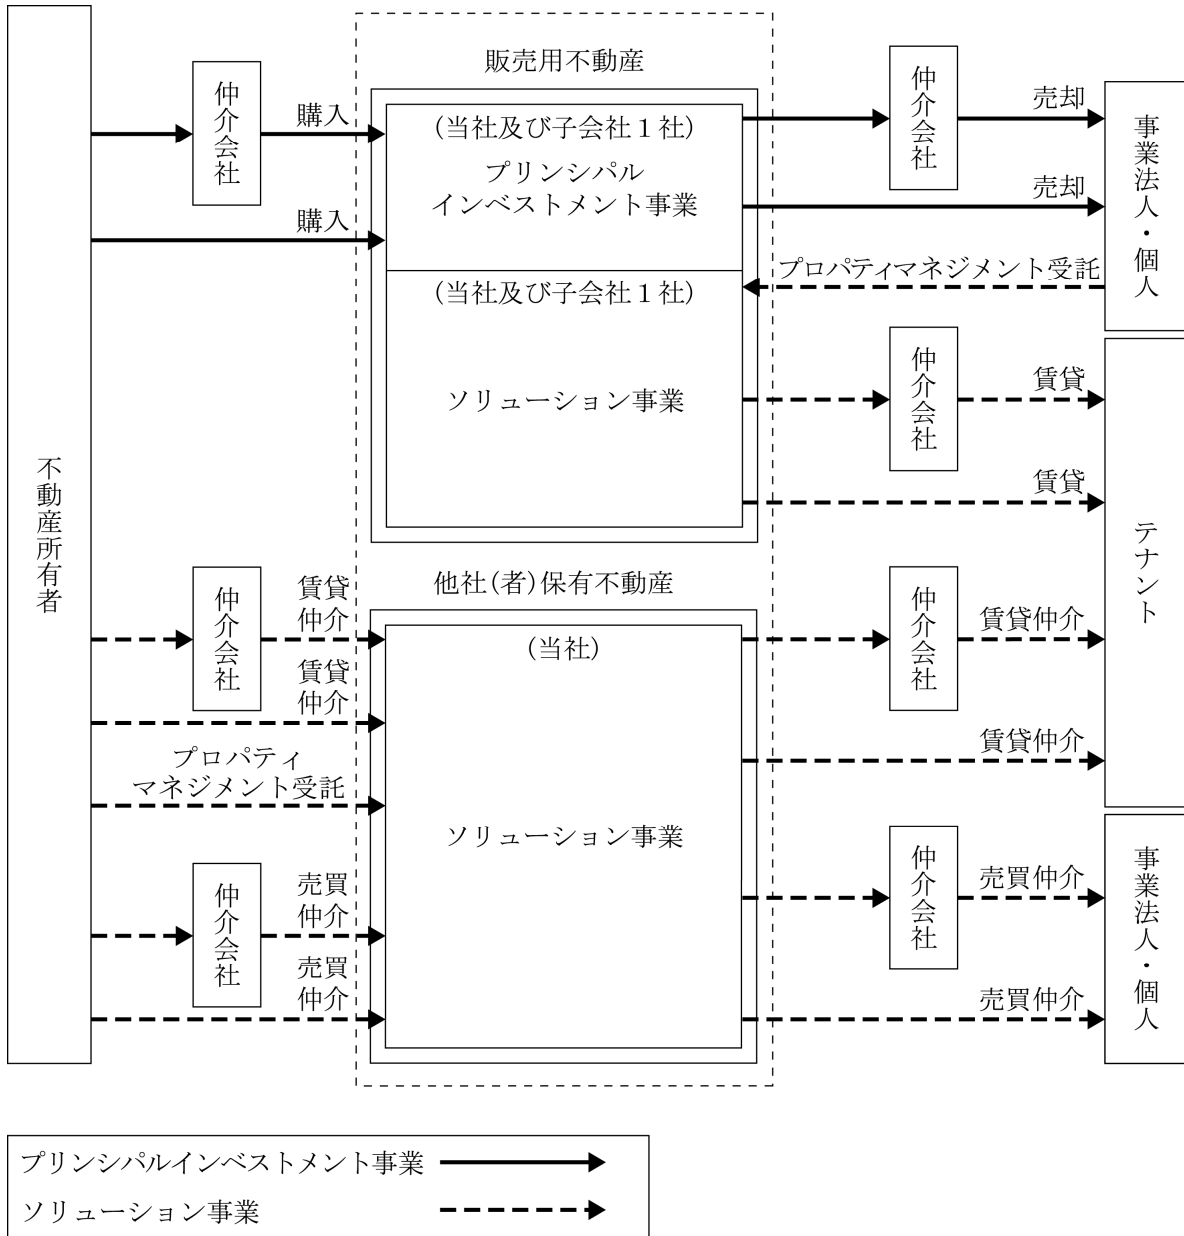 不動産所有者
販売用不動産
仲介会社
購入
購入
(当社及び子会社1社)
プリンシパル
インベストメント事業
仲介会社
売却
売却
プロパティマネジメント受託
事業法人・個人
(当社及び子会社1社)
ソリューション事業
仲介会社
賃貸
賃貸
テナント
他社(者)保有不動産
仲介会社
賃貸
仲介
賃貸
仲介
プロパティ
マネジメント受託
仲介会社
売買
仲介
売買
仲介
(当社)
ソリューション事業
仲介会社
賃貸仲介
賃貸仲介
仲介会社
売買仲介
売買仲介
事業法人・個人
プリンシパルインベストメント事業
ソリューション事業